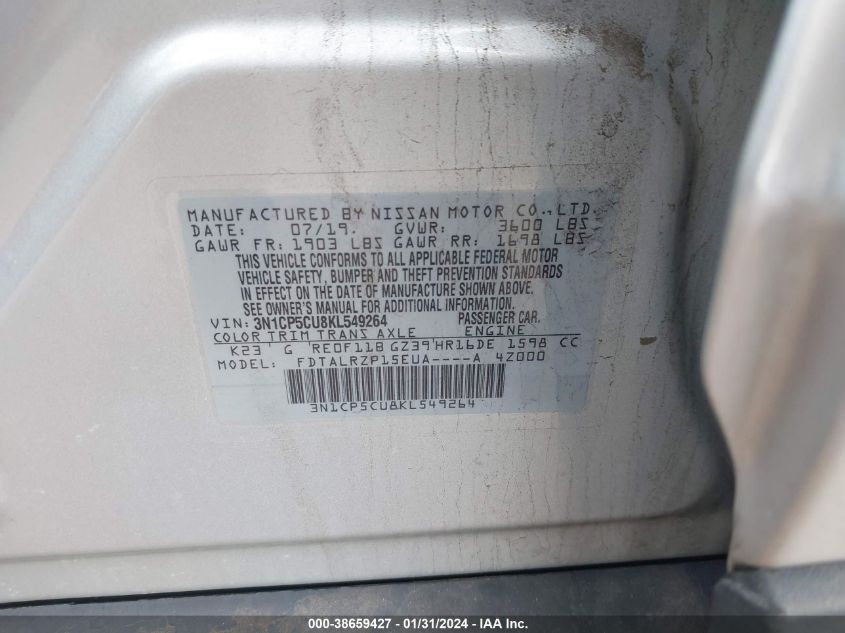 MANUFACTURED BY NISSAN MOTOR CO., LTD.
DATE: 07/19. GVWR: 3600 LBS
GAWR FR: 1903 LBS GAWR RR: 1698 LBS
THIS VEHICLE CONFORMS TO ALL APPLICABLE FEDERAL MOTOR
VEHICLE SAFETY, BUMPER AND THEFT PREVENTION STANDARDS
IN EFFECT ON THE DATE OF MANUFACTURE SHOWN ABOVE.
SEE OWNER'S MANUAL FOR ADDITIONAL INFORMATION.
VIN: 3N1CP5CU8KL549264 PASSENGER CAR.
COLOR TRIM TRANS AXLE ENGINE
K23 G RE0F11B GZ39 HR16DE 1598 CC
MODEL: FDTALRZP15EUA----A 4Z000
3N1CP5CU8KL549264
000-38659427 - 01/31/2024 - IAA Inc.